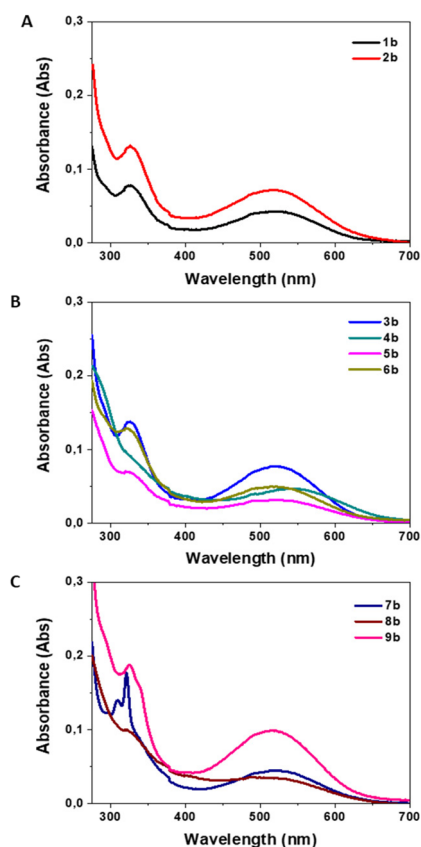 A
0,3
0,2
0,1
0,0
Absorbance (Abs)
1b
2b
300 400 500 600 700
Wavelength (nm)
B
0,3
0,2
0,1
0,0
Absorbance (Abs)
3b
4b
5b
6b
300 400 500 600 700
Wavelength (nm)
C
0,3
0,2
0,1
0,0
Absorbance (Abs)
7b
8b
9b
300 400 500 600 700
Wavelength (nm)